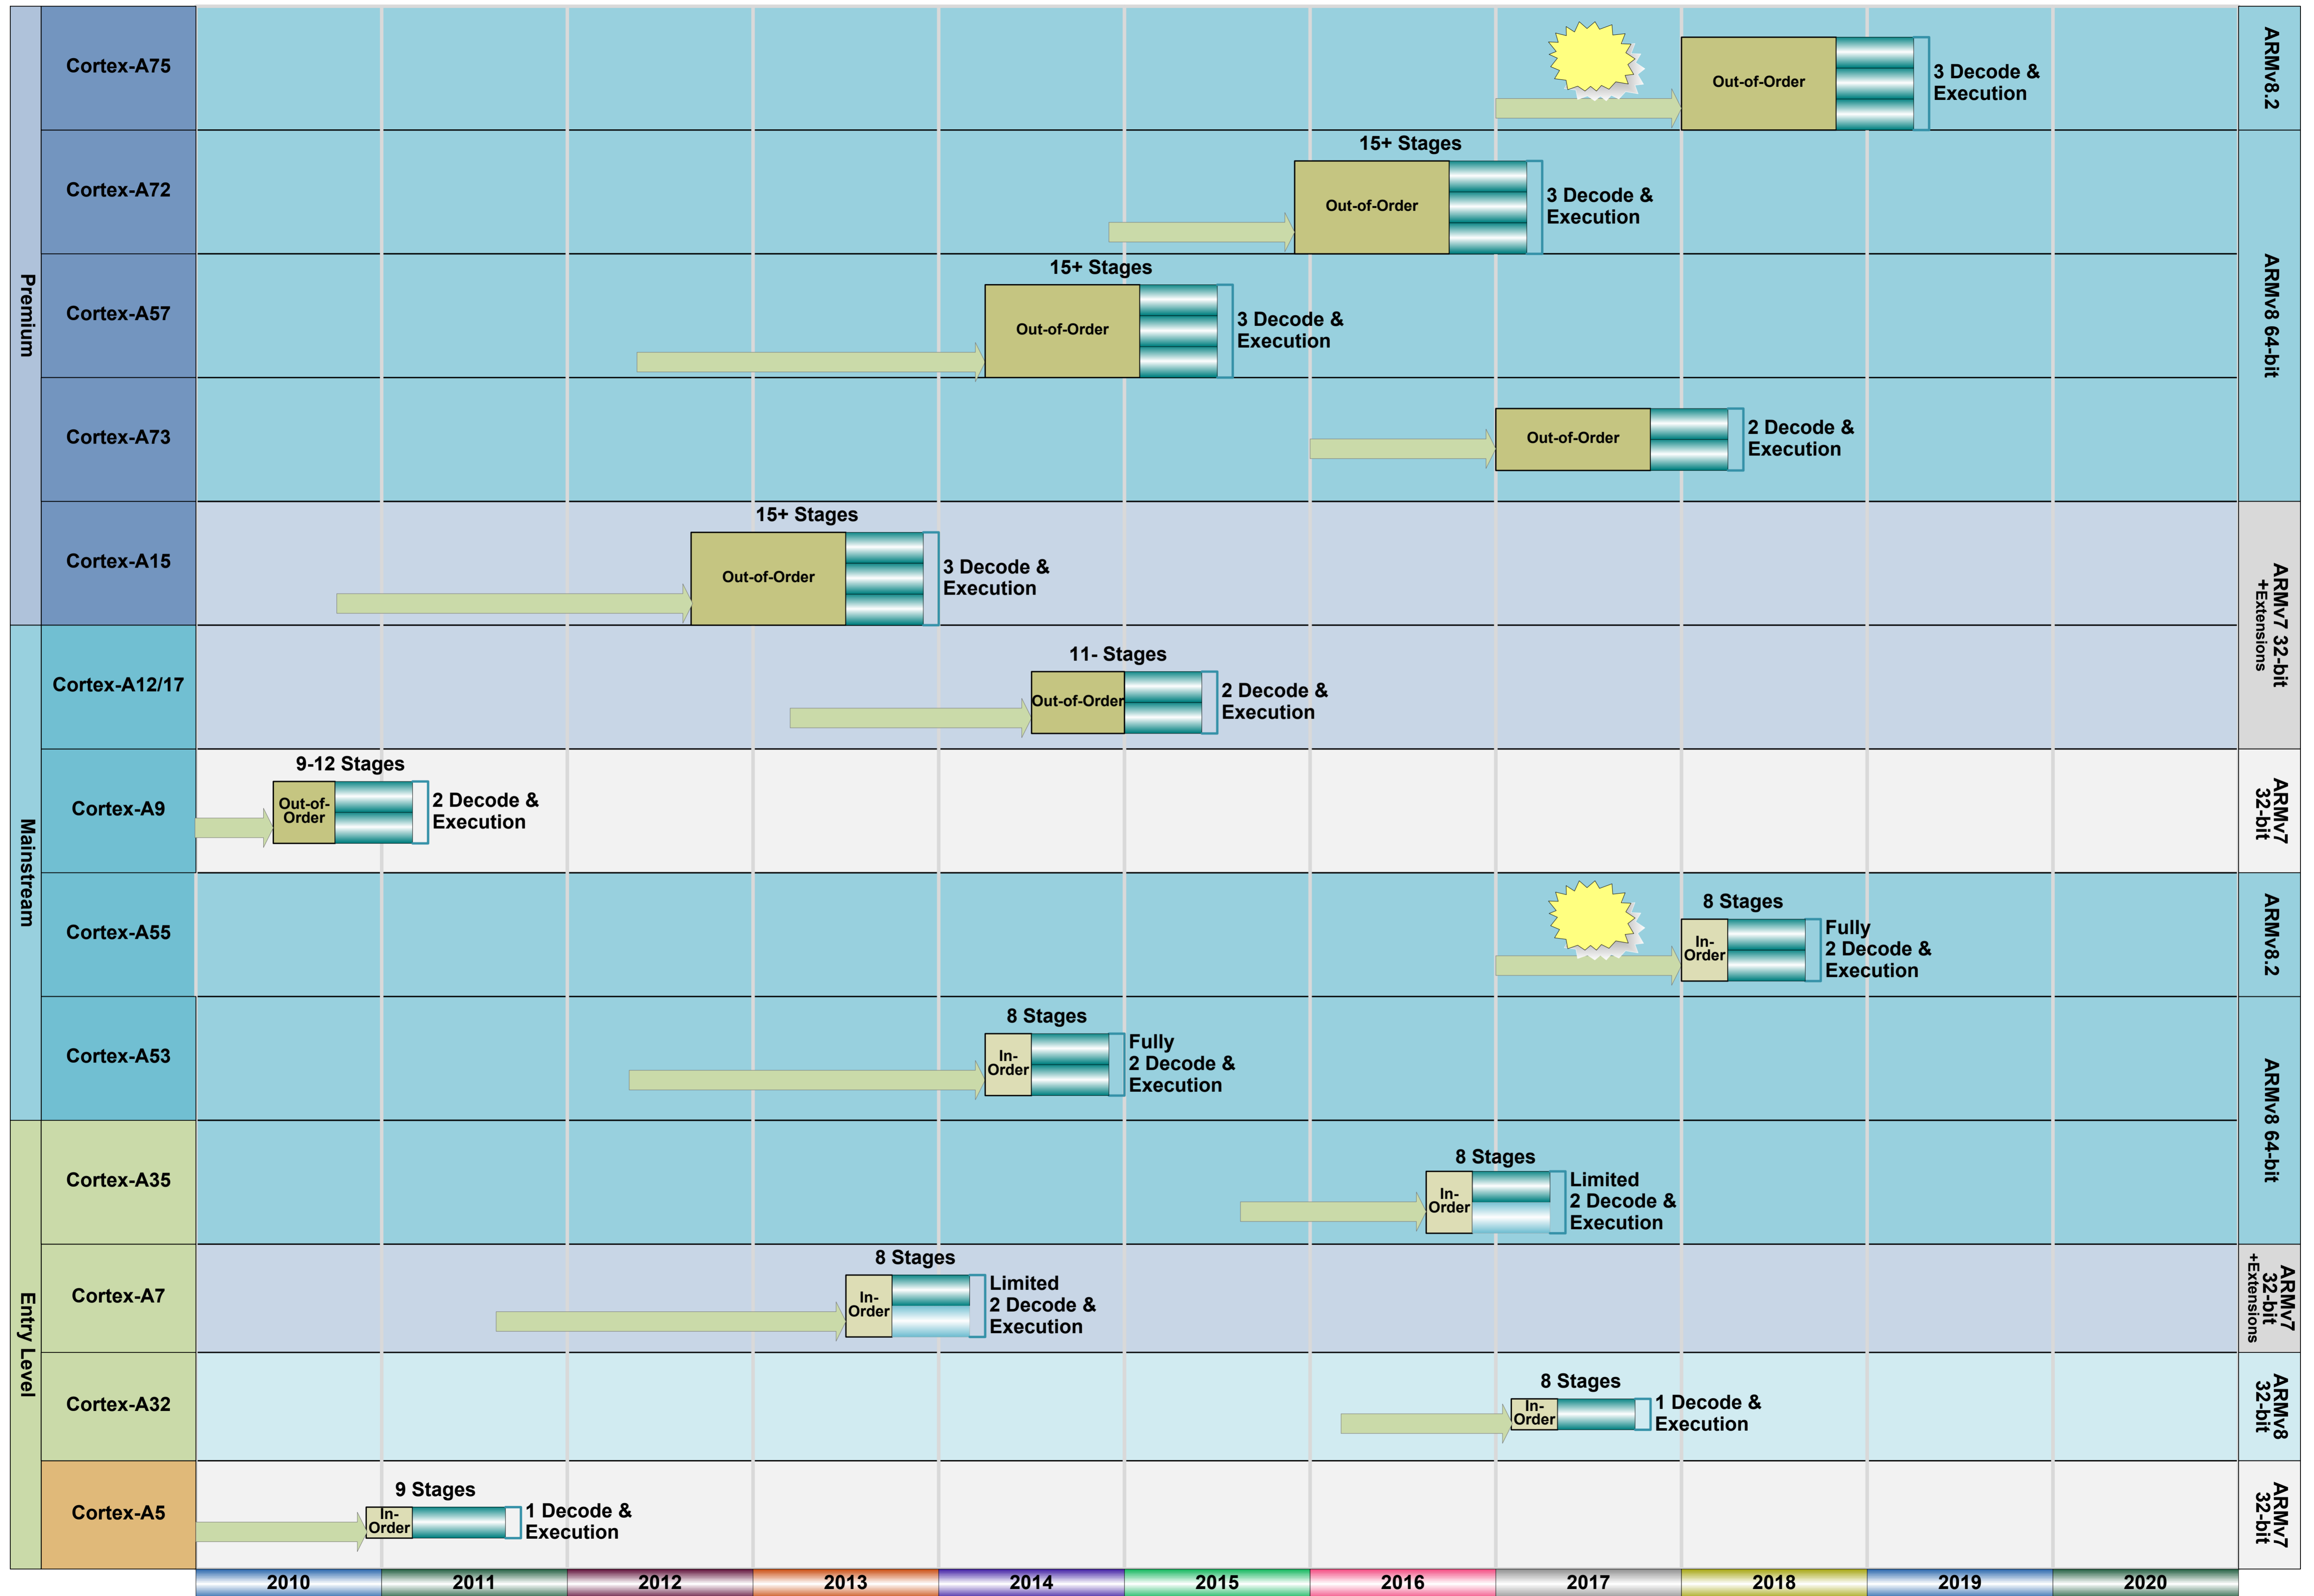 Premium
Cortex-A75
Out-of-Order
3 Decode &
Execution
ARMv8.2
Cortex-A72
15+ Stages
Out-of-Order
3 Decode &
Execution
ARMv8 64-bit
Cortex-A57
15+ Stages
Out-of-Order
3 Decode &
Execution
Cortex-A73
Out-of-Order
2 Decode &
Execution
Cortex-A15
15+ Stages
Out-of-Order
3 Decode &
Execution
ARMv7 32-bit
+Extensions
Mainstream
Cortex-A12/17
11- Stages
Out-of-Order
2 Decode &
Execution
Cortex-A9
9-12 Stages
Out-of-
Order
2 Decode &
Execution
ARMv7
32-bit
Cortex-A55
8 Stages
In-
Order
Fully
2 Decode &
Execution
ARMv8.2
Cortex-A53
8 Stages
In-
Order
Fully
2 Decode &
Execution
ARMv8 64-bit
Entry Level
Cortex-A35
8 Stages
In-
Order
Limited
2 Decode &
Execution
Cortex-A7
8 Stages
In-
Order
Limited
2 Decode &
Execution
ARMv7
32-bit
+Extensions
Cortex-A32
8 Stages
In-
Order
1 Decode &
Execution
ARMv8
32-bit
Cortex-A5
9 Stages
In-
Order
1 Decode &
Execution
ARMv7
32-bit
2010 2011 2012 2013 2014 2015 2016 2017 2018 2019 2020